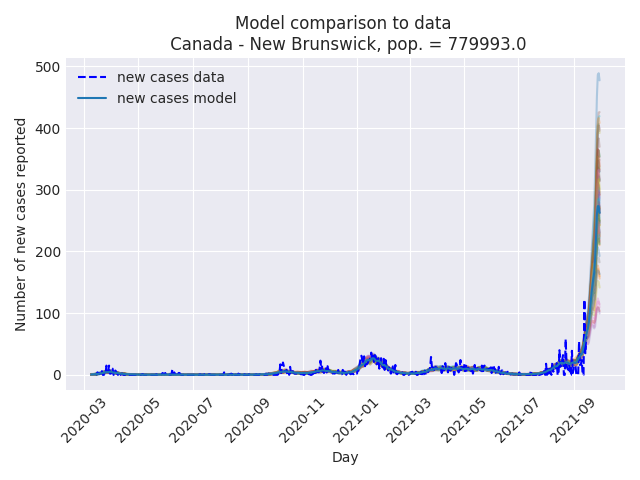 Model comparison to data
Canada - New Brunswick, pop. = 779993.0
new cases data
new cases model
Number of new cases reported
500
400
300
200
100
0
2020-03
2020-05
2020-07
2020-09
2020-11
2021-01
2021-03
2021-05
2021-07
2021-09
Day